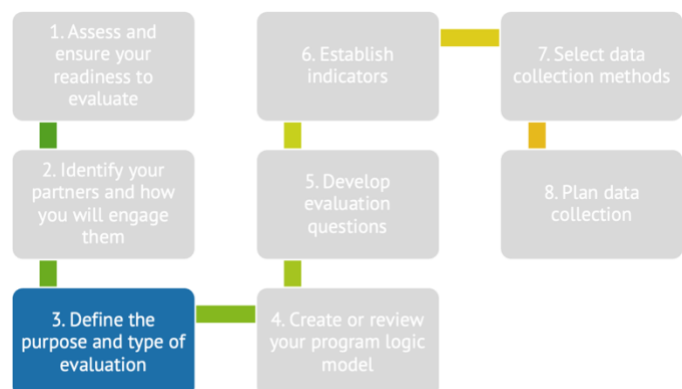 1. Assess and
ensure your
readiness to
evaluate
2. Identify your
partners and how
you will engage
them
3. Define the
purpose and type of
evaluation
4. Create or review
your program logic
model
5. Develop
evaluation
questions
6. Establish
indicators
7. Select data
collection methods
8. Plan data
collection